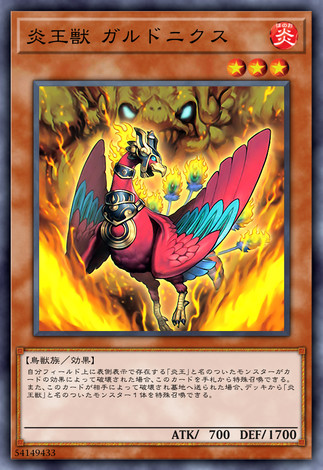 炎王獣 ガルドニクス
ほのお
炎
【鳥獣族／効果】
自分フィールド上に表側表示で存在する「炎王」と名のついたモンスターがカ
ードの効果によって破壊された場合、このカードを手札から特殊召喚できる。
また、このカードが相手によって破壊され墓地へ送られた場合、デッキから「炎
王獣」と名のついたモンスター１体を特殊召喚できる。
ATK/ 700 DEF/1700
54149433